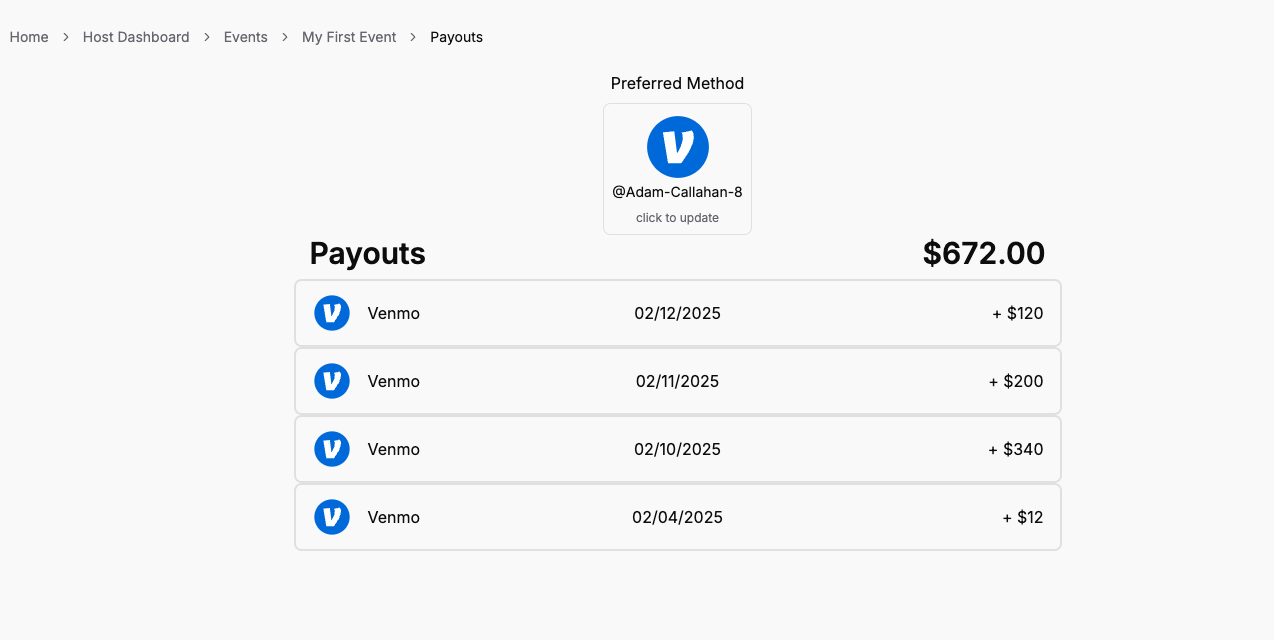 Home > Host Dashboard > Events > My First Event > Payouts
Preferred Method
@Adam-Callahan-8
click to update
Payouts $672.00
Venmo 02/12/2025 + $120
Venmo 02/11/2025 + $200
Venmo 02/10/2025 + $340
Venmo 02/04/2025 + $12